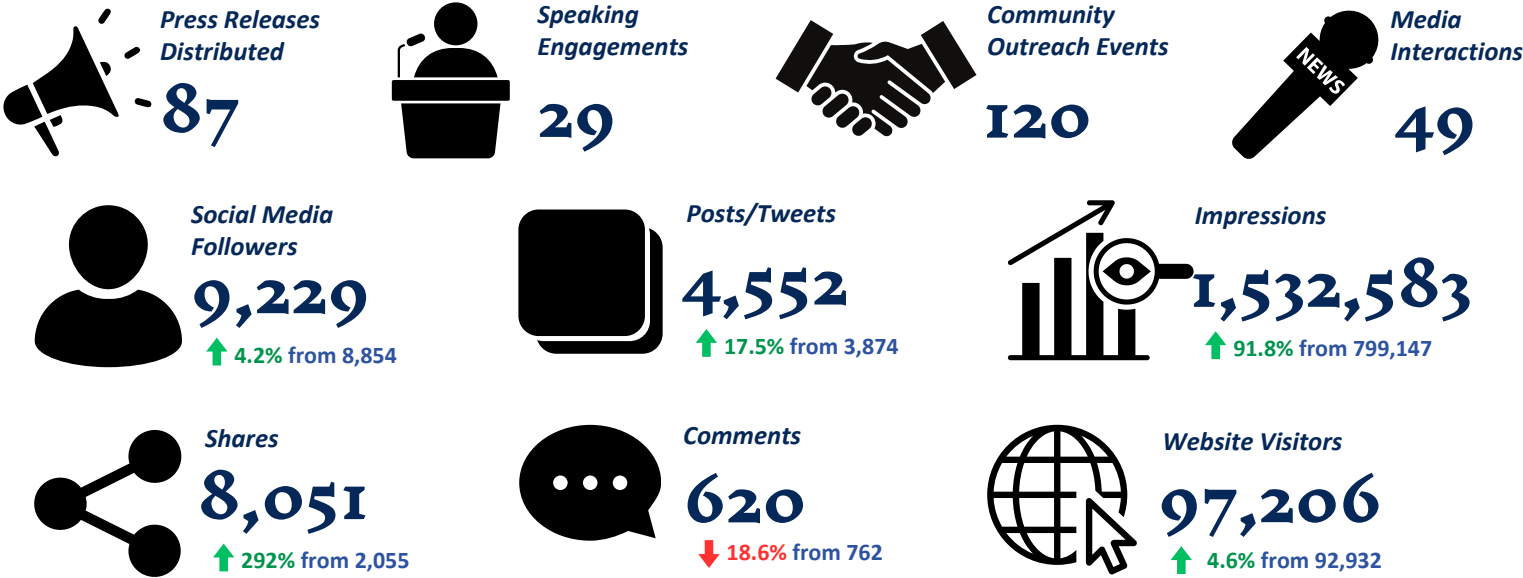 Press Releases
Distributed
87
Speaking
Engagements
29
Community
Outreach Events
120
NEWS
Media
Interactions
49
Social Media
Followers
9,229
4.2% from 8,854
Posts/Tweets
4,552
17.5% from 3,874
Impressions
1,532,583
91.8% from 799,147
Shares
8,051
292% from 2,055
Comments
620
18.6% from 762
Website Visitors
97,206
4.6% from 92,932